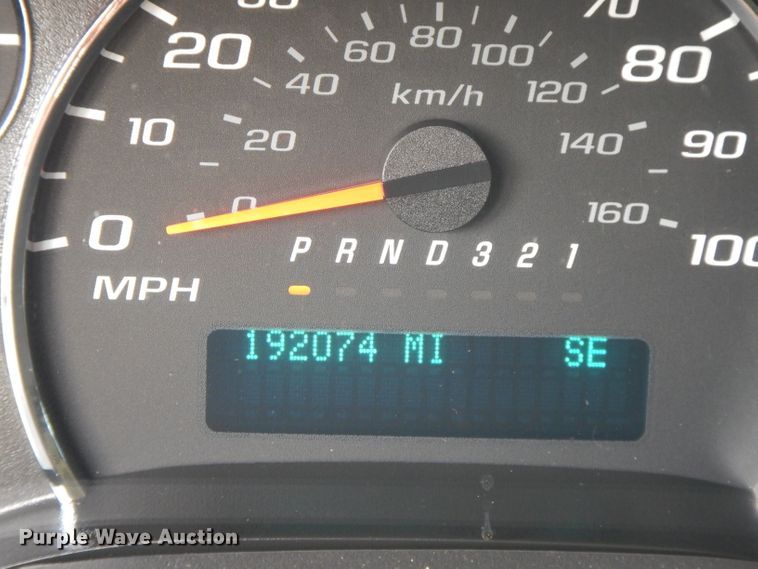 20 80
60 80 100
40 120
km/h
10 20 140 90
0 0 160 100
P R N D 3 2 1
MPH
192074 MI SE
Purple Wave Auction